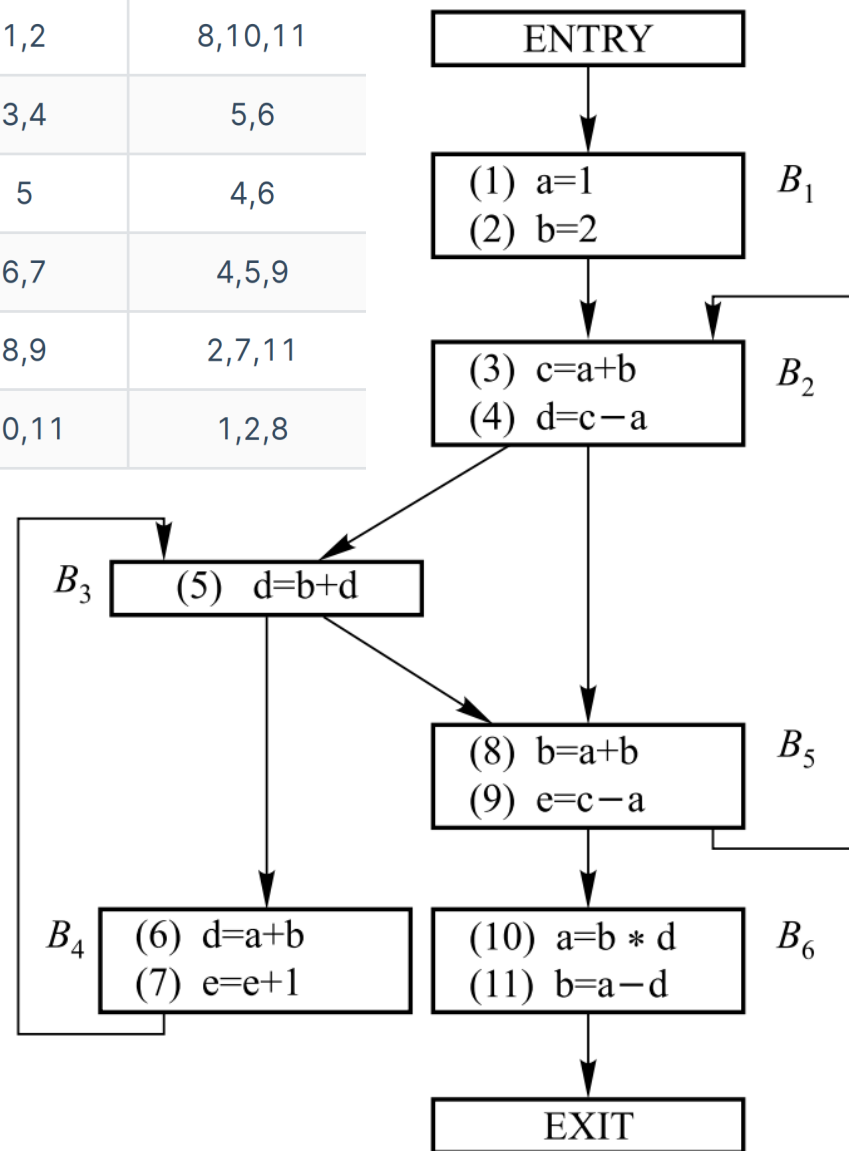 1,2 8,10,11
3,4 5,6
5 4,6
6,7 4,5,9
8,9 2,7,11
0,11 1,2,8
ENTRY
(1) a=1
(2) b=2
B₁
(3) c=a+b
(4) d=c−a
B₂
B₃
(5) d=b+d
(8) b=a+b
(9) e=c−a
B₅
B₄
(6) d=a+b
(7) e=e+1
(10) a=b * d
(11) b=a−d
B₆
EXIT